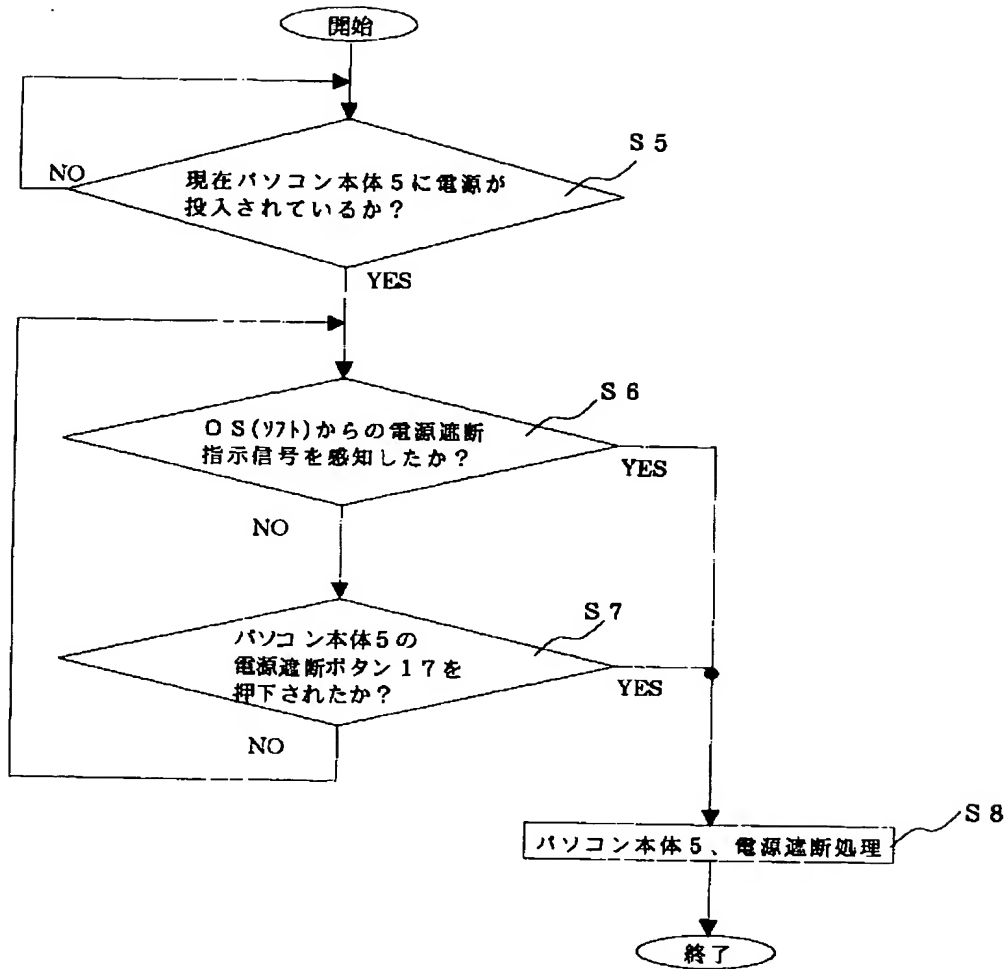 開始
S5
NO
現在パソコン本体5に電源が
投入されているか?
YES
S6
OS(ソフト)からの電源遮断
指示信号を感知したか?
YES
NO
S7
パソコン本体5の
電源遮断ボタン17を
押下されたか?
YES
NO
S8
パソコン本体5、電源遮断処理
終了